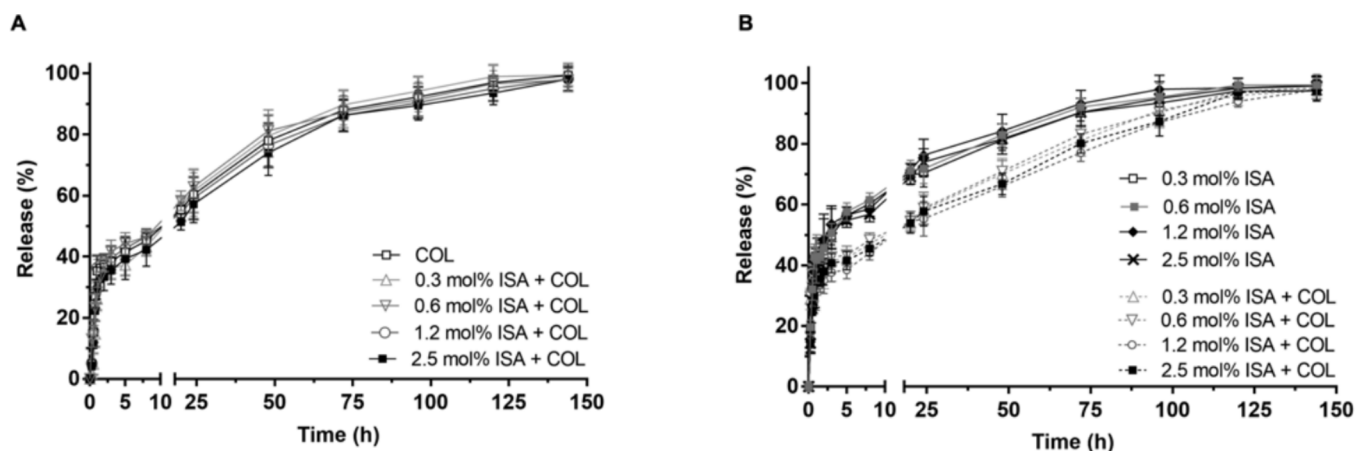 A
Release (%)
100
80
60
40
20
0
COL
0.3 mol% ISA + COL
0.6 mol% ISA + COL
1.2 mol% ISA + COL
2.5 mol% ISA + COL
0 5 10 25 50 75 100 125 150
Time (h)
B
Release (%)
100
80
60
40
20
0
0.3 mol% ISA
0.6 mol% ISA
1.2 mol% ISA
2.5 mol% ISA
0.3 mol% ISA + COL
0.6 mol% ISA + COL
1.2 mol% ISA + COL
2.5 mol% ISA + COL
0 5 10 25 50 75 100 125 150
Time (h)